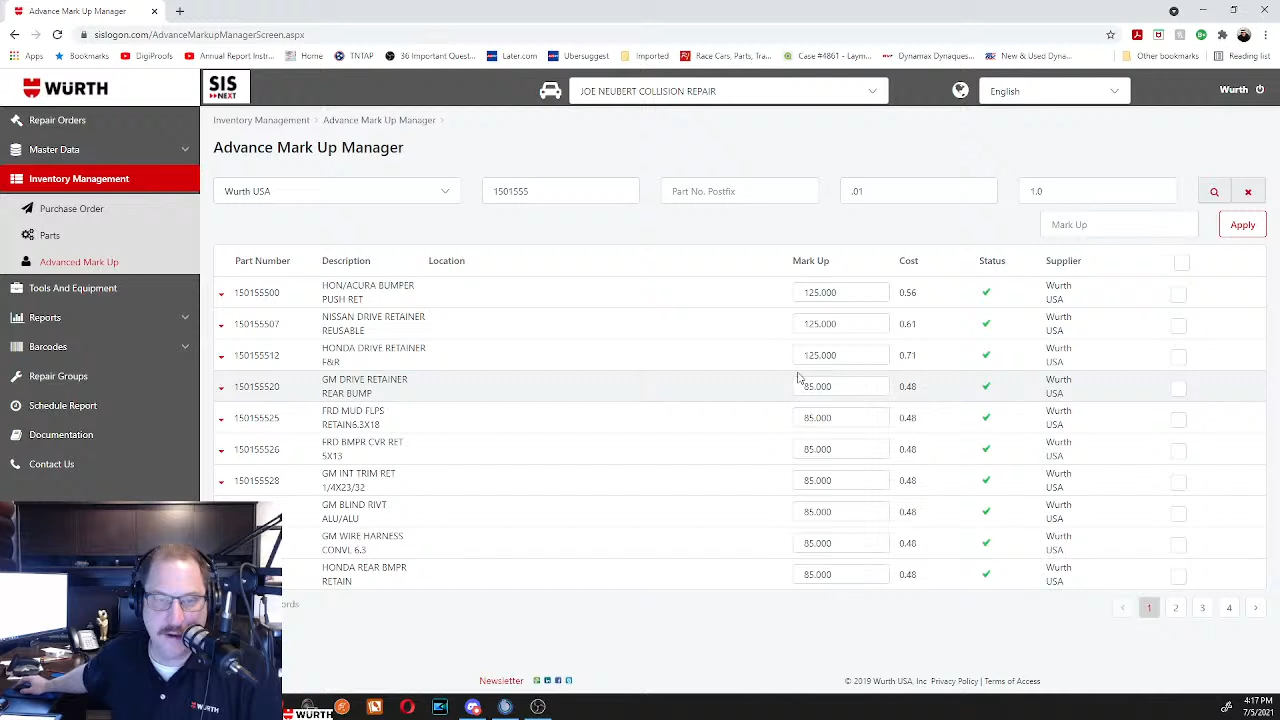 Advance Mark Up Manager
sislogon.com/AdvanceMarkupManagerScreen.aspx
Apps Bookmarks DigiProofs Annual Report Instr... Home TNTAP 36 Important Quest... Later.com Ubersuggest Imported Race Cars, Parts, Tra... Case #4861 - Laym... Dynamax Dynaques... New & Used Dyna... Other bookmarks Reading list
WÜRTH SIS NEXT JOE NEUBERT COLLISION REPAIR English Wurth
Repair Orders
Master Data
Inventory Management
Purchase Order
Parts
Advanced Mark Up
Tools And Equipment
Reports
Barcodes
Repair Groups
Scheduled Report
Documentation
Contact Us
Inventory Management Advance Mark Up Manager
Advance Mark Up Manager
Wurth USA 1501555 Part No. Postfix .01 1.0
Mark Up Apply
Part Number Description Location Mark Up Cost Status Supplier
150155500 HON/ACURA BUMPER PUSH RET 125.000 0.56 Wurth USA
150155507 NISSAN DRIVE RETAINER REUSABLE 125.000 0.61 Wurth USA
150155512 HONDA DRIVE RETAINER F&R 125.000 0.71 Wurth USA
150155520 GM DRIVE RETAINER REAR BUMP 85.000 0.48 Wurth USA
150155525 FRD MUD FLPS RETAIN6.3X18 85.000 0.48 Wurth USA
150155526 FRD BMPR CVR RET 5X13 85.000 0.48 Wurth USA
150155528 GM INT TRIM RET 1/4X23/32 85.000 0.48 Wurth USA
GM BLIND RIVT ALU/ALU 85.000 0.48 Wurth USA
GM WIRE HARNESS CONVL 6.3 85.000 0.48 Wurth USA
HONDA REAR BMPR RETAIN 85.000 0.48 Wurth USA
ords 1 2 3 4
Newsletter © 2019 Wurth USA, Inc Privacy Policy | Terms of Access
WÜRTH
WÜRTH
4:17 PM
7/5/2021